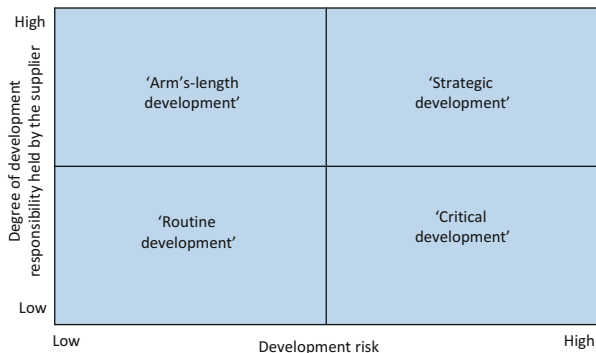 High
Degree of development
responsibility held by the supplier
‘Arm’s-length
development’
‘Strategic
development’
‘Routine
development’
‘Critical
development’
Low
Low
Development risk
High